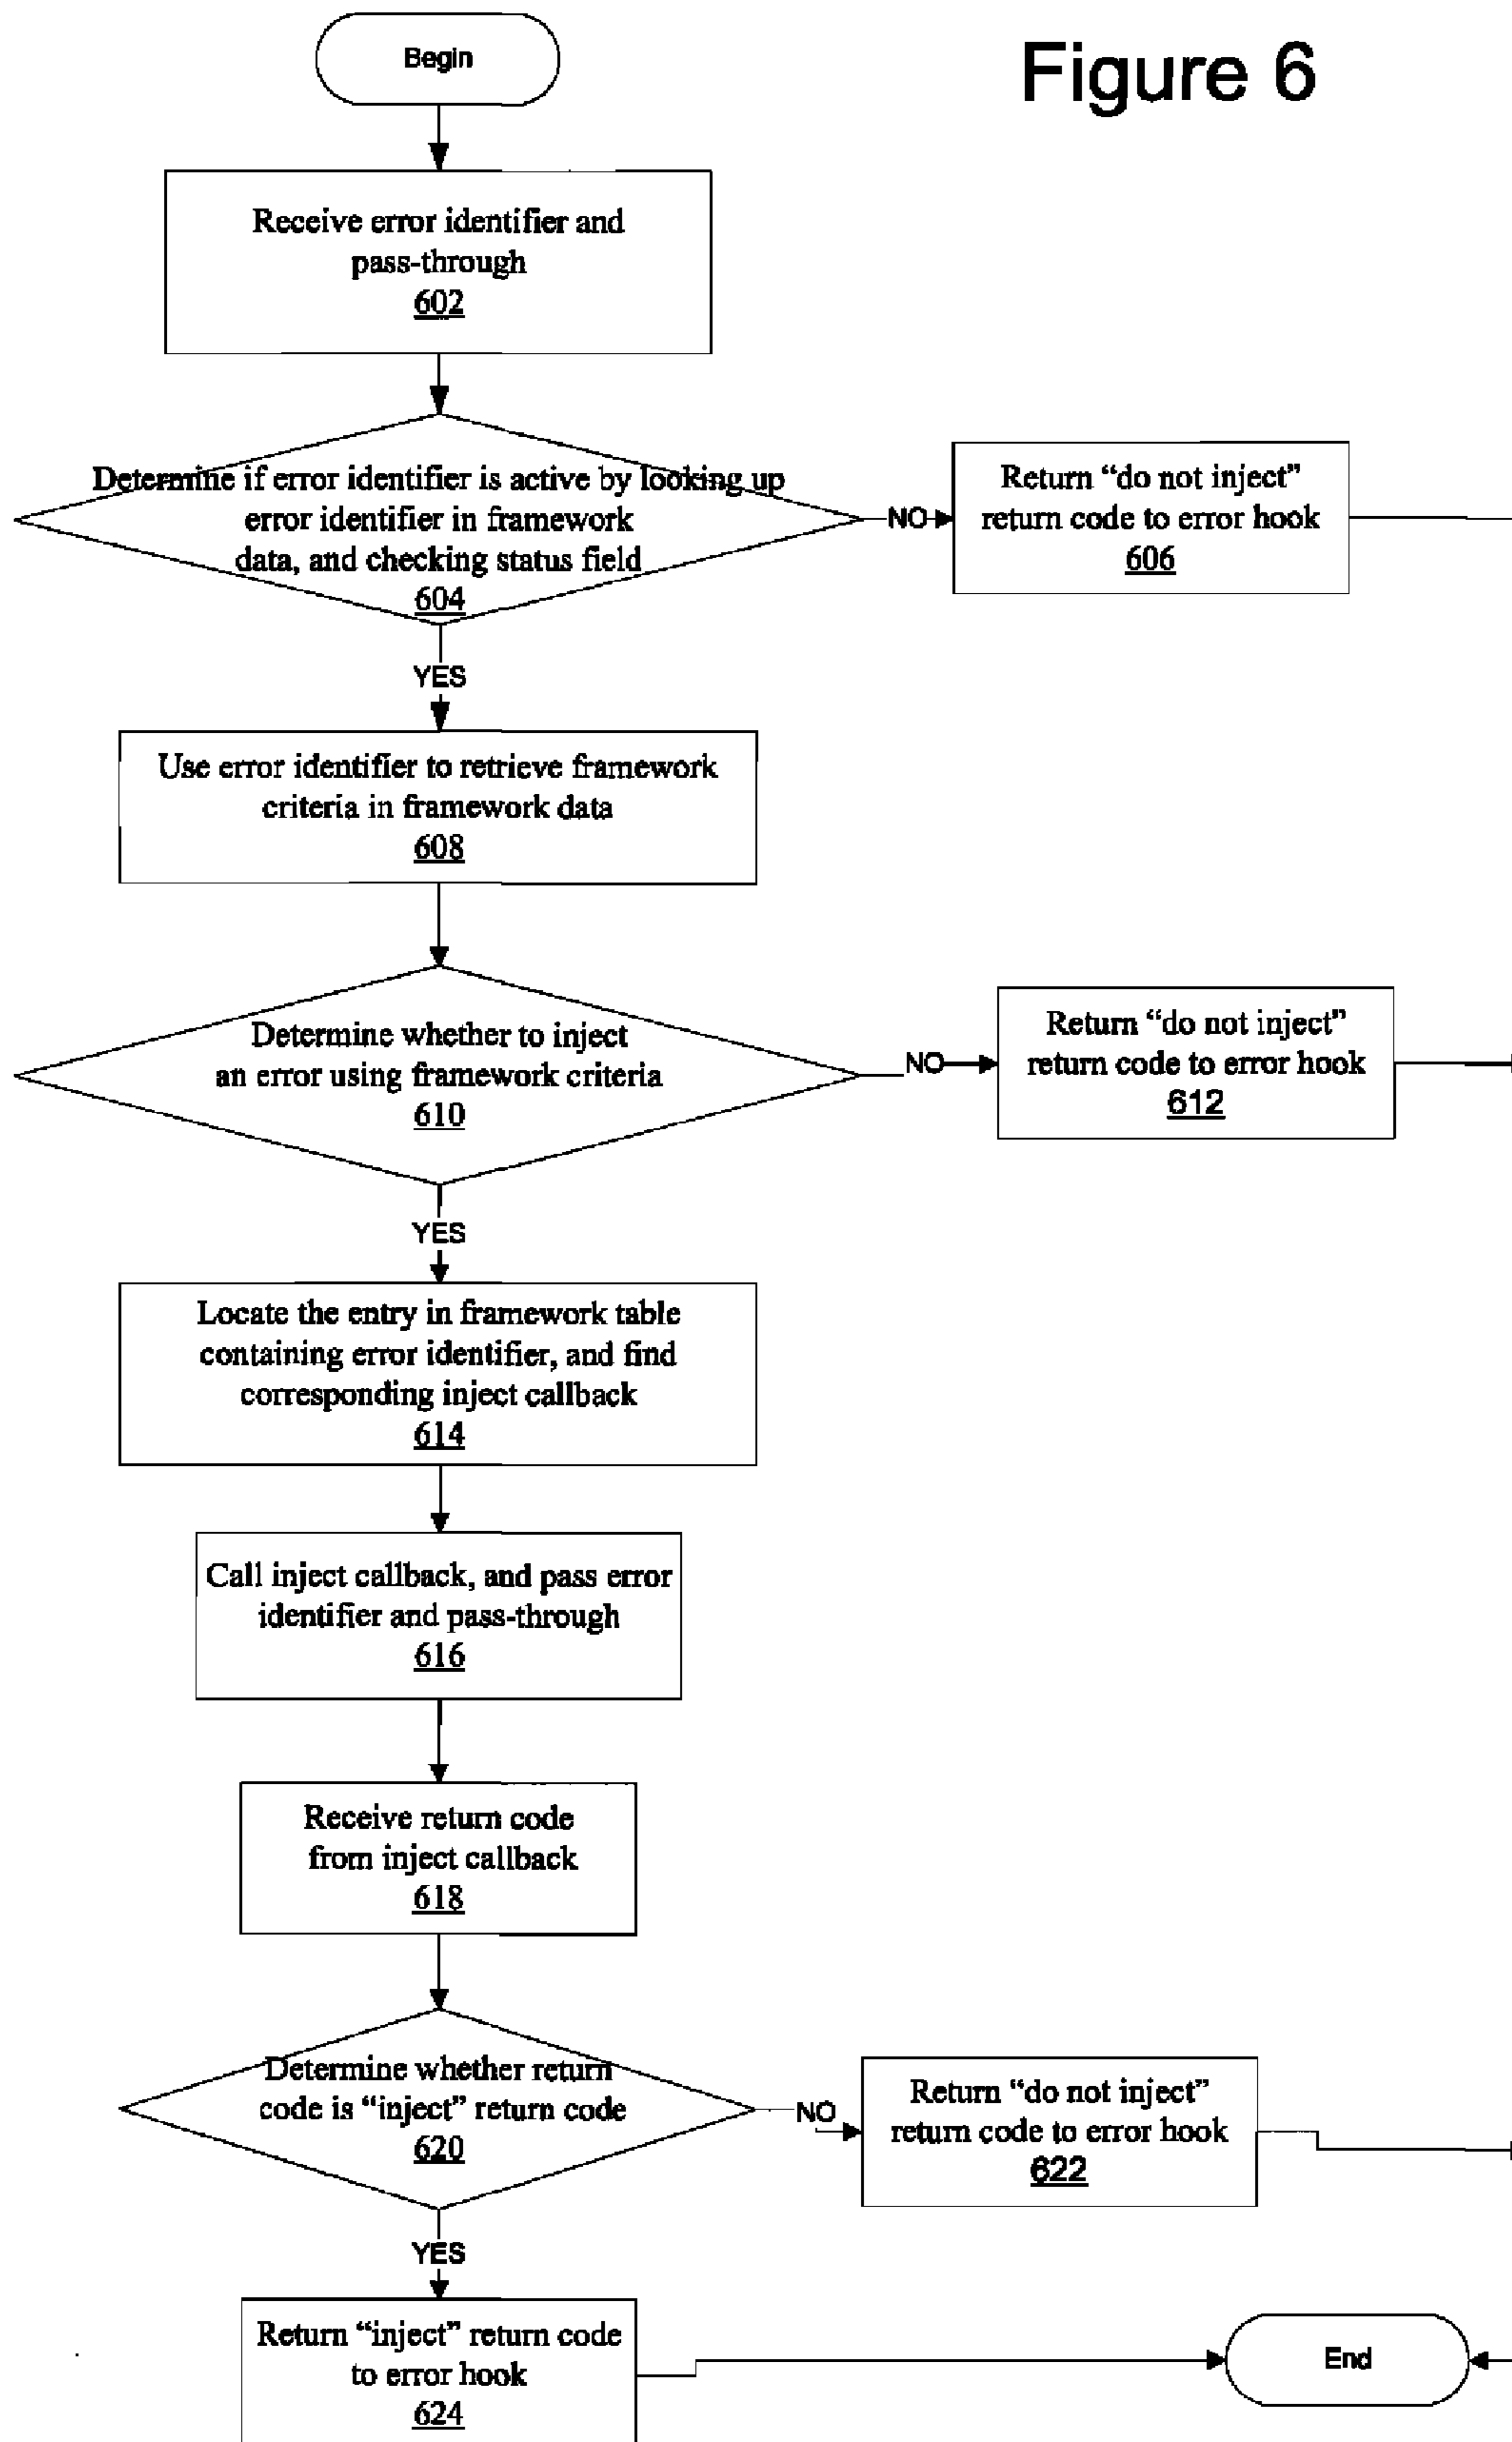 Figure 6
Begin
Receive error identifier and
pass-through
602
Determine if error identifier is active by looking up
error identifier in framework
data, and checking status field
604
NO
Return “do not inject”
return code to error hook
606
YES
Use error identifier to retrieve framework
criteria in framework data
608
Determine whether to inject
an error using framework criteria
610
NO
Return “do not inject”
return code to error hook
612
YES
Locate the entry in framework table
containing error identifier, and find
corresponding inject callback
614
Call inject callback, and pass error
identifier and pass-through
616
Receive return code
from inject callback
618
Determine whether return
code is “inject” return code
620
NO
Return “do not inject”
return code to error hook
622
YES
Return “inject” return code
to error hook
624
End